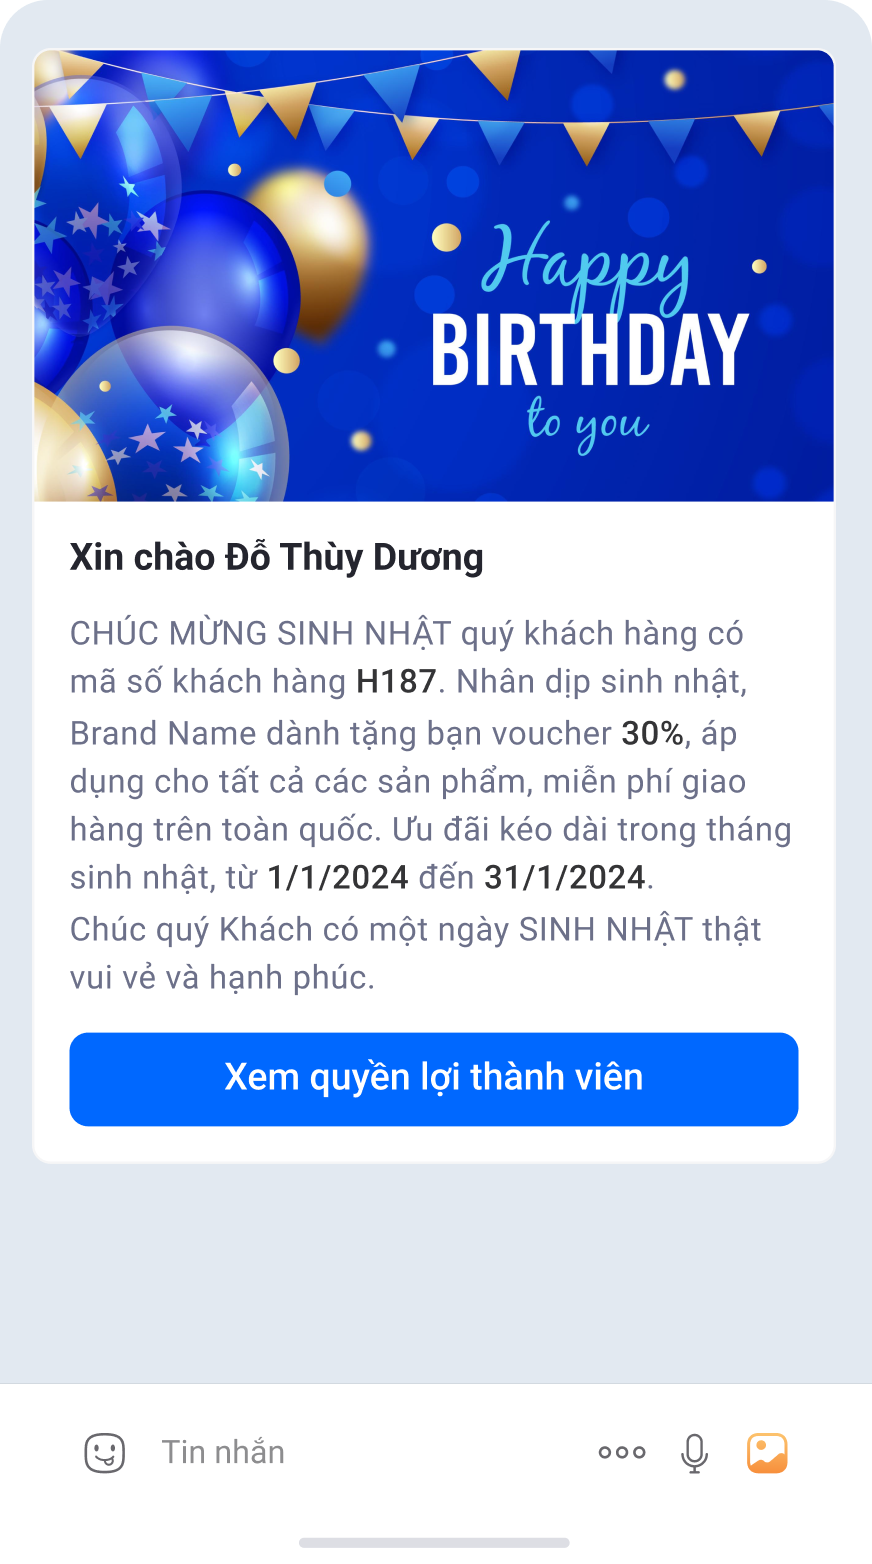 Happy
BIRTHDAY
to you
Xin chào Đỗ Thùy Dương
CHÚC MỪNG SINH NHẬT quý khách hàng có
mã số khách hàng H187. Nhân dịp sinh nhật,
Brand Name dành tặng bạn voucher 30%, áp
dụng cho tất cả các sản phẩm, miễn phí giao
hàng trên toàn quốc. Ưu đãi kéo dài trong tháng
sinh nhật, từ 1/1/2024 đến 31/1/2024.
Chúc quý Khách có một ngày SINH NHẬT thật
vui vẻ và hạnh phúc.
Xem quyền lợi thành viên
Tin nhắn